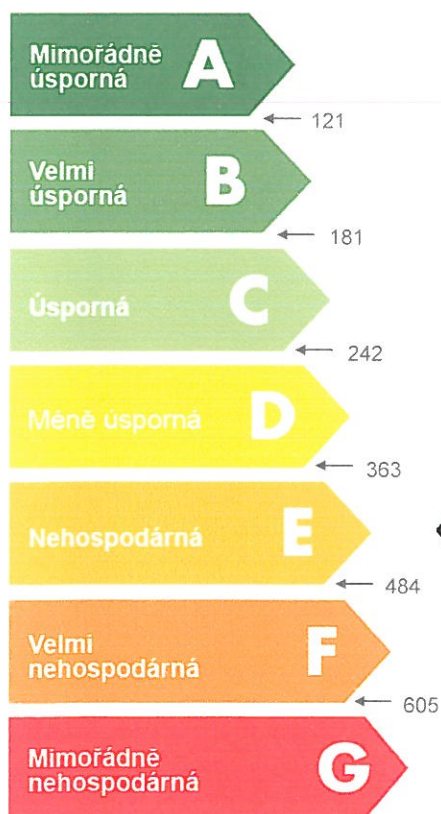 Mimořádně
úsporná
A
121
Velmi
úsporná
B
181
Úsporná
C
242
Méně úsporná
D
363
Nehospodárná
E
484
Velmi
nehospodárná
F
605
Mimořádně
nehospodárná
G